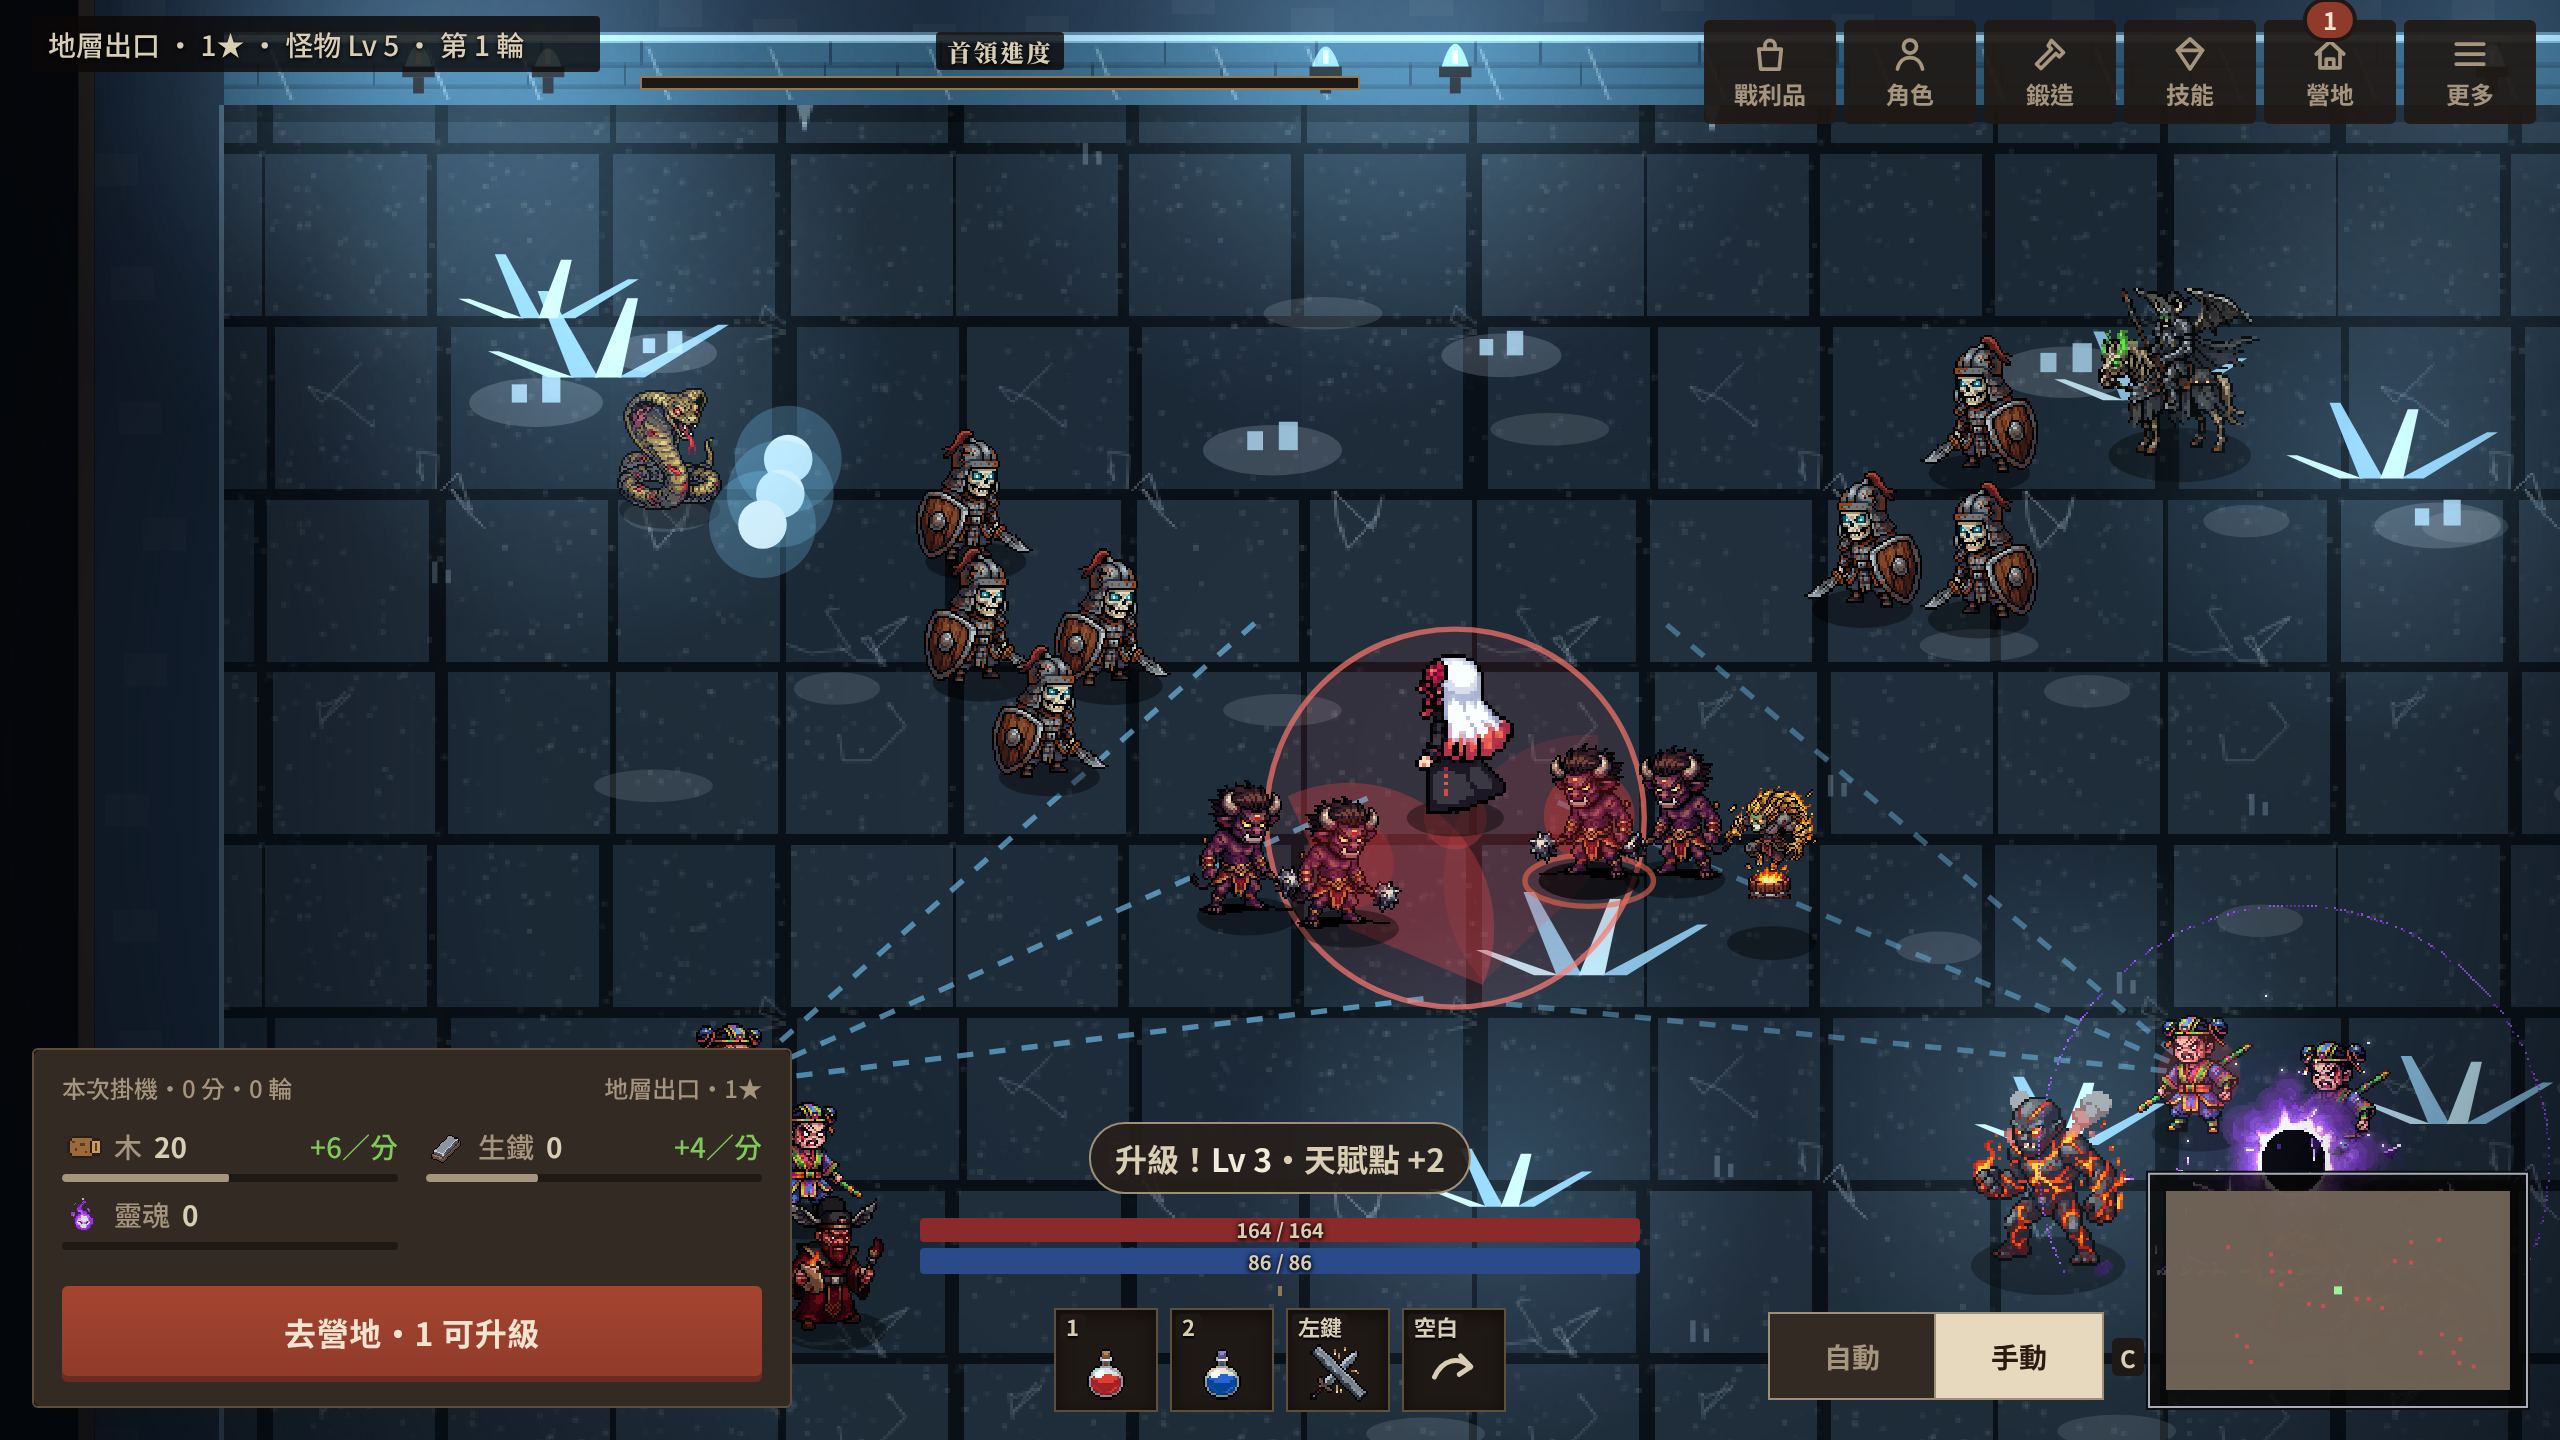 地層出口 · 1★ · 怪物 Lv 5 · 第 1 輪
首領進度
1
戰利品
角色
鍛造
技能
營地
更多
本次掛機·0 分·0 輪
地層出口·1★
木 20 +6／分
生鐵 0 +4／分
靈魂 0
去營地·1 可升級
升級！Lv 3·天賦點 +2
164 / 164
86 / 86
1
2
左鍵
空白
自動
手動
C